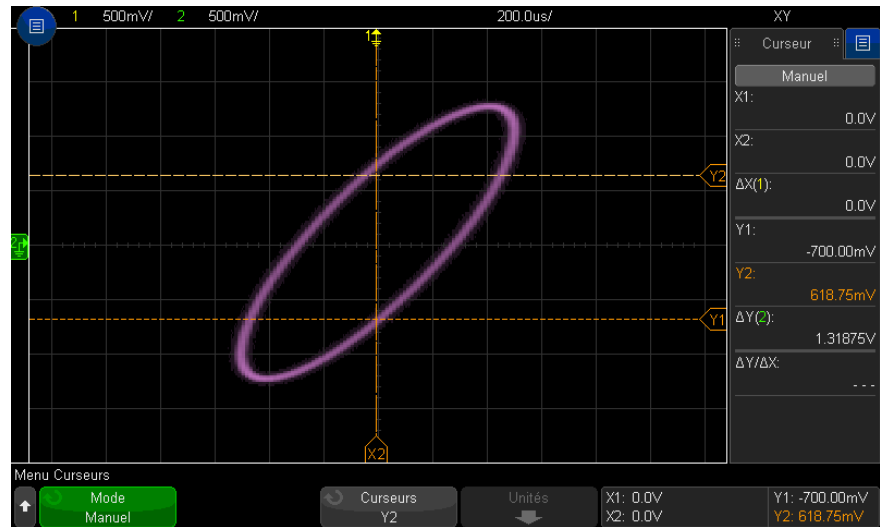 1 500mV/ 2 500mV/ 200.0us/ XY
1
Curseur
Manuel
X1:
0.0V
X2:
0.0V
ΔX(1):
0.0V
Y1:
-700.00mV
Y2:
618.75mV
ΔY(2):
1.31875V
ΔY/ΔX:
---
Y2
2
Y1
X2
Menu Curseurs
Mode
Manuel
Curseurs
Y2
Unités
X1: 0.0V
X2: 0.0V
Y1: -700.00mV
Y2: 618.75mV